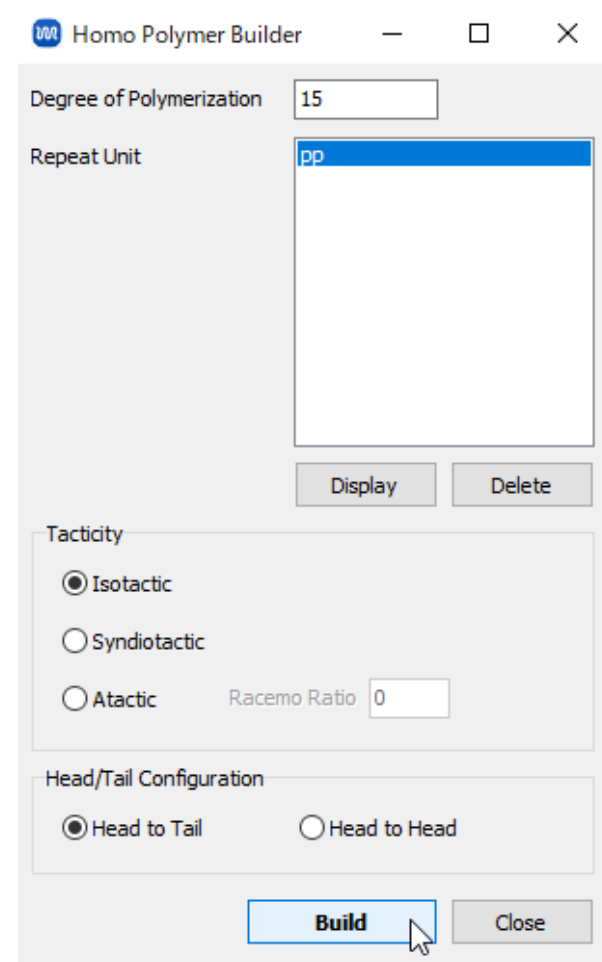 Homo Polymer Builder
Degree of Polymerization 15
Repeat Unit pp
Display Delete
Tacticity
Isotactic
Syndiotactic
Atactic Racemo Ratio 0
Head/Tail Configuration
Head to Tail Head to Head
Build Close